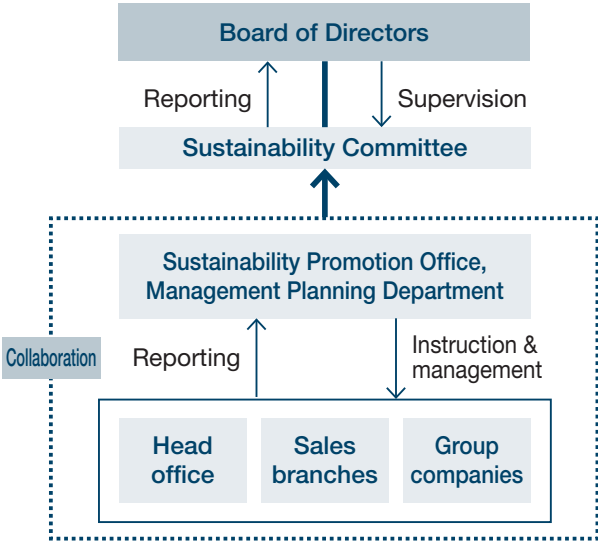 Board of Directors
Reporting
Supervision
Sustainability Committee
Sustainability Promotion Office,
Management Planning Department
Collaboration
Reporting
Instruction &
management
Head
office
Sales
branches
Group
companies